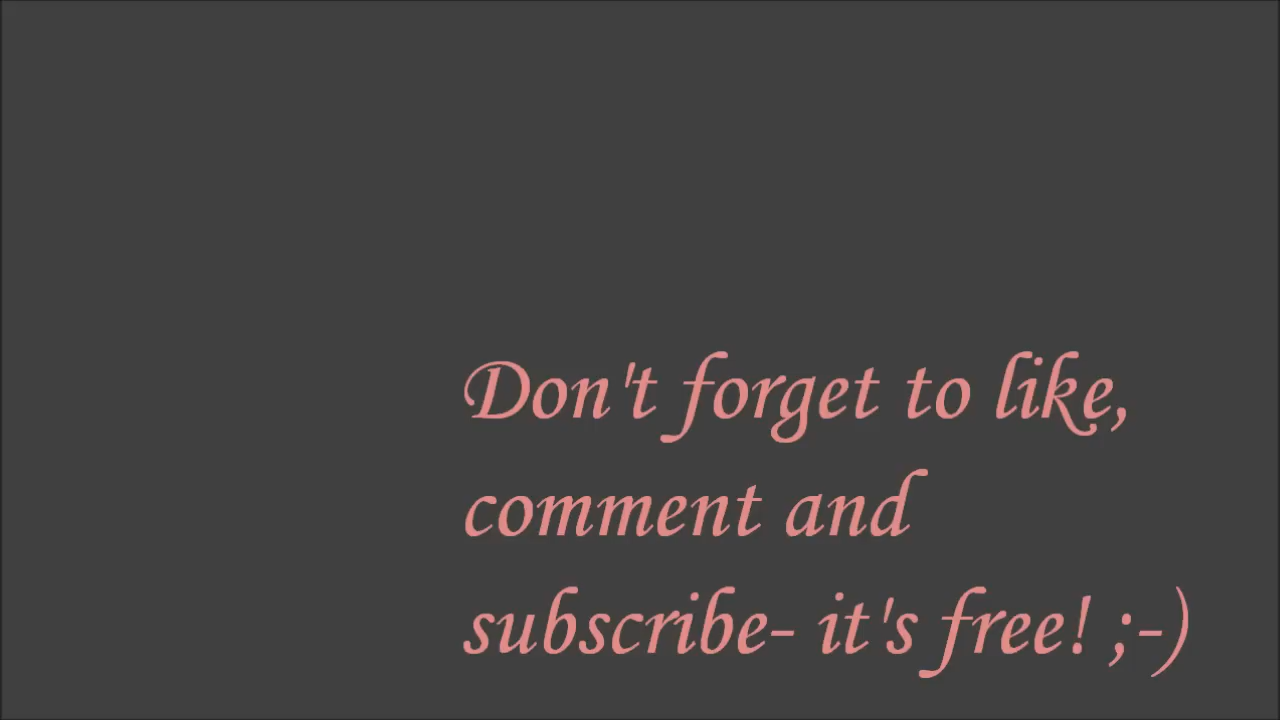 Don't forget to like,
comment and
subscribe- it's free! ;-)